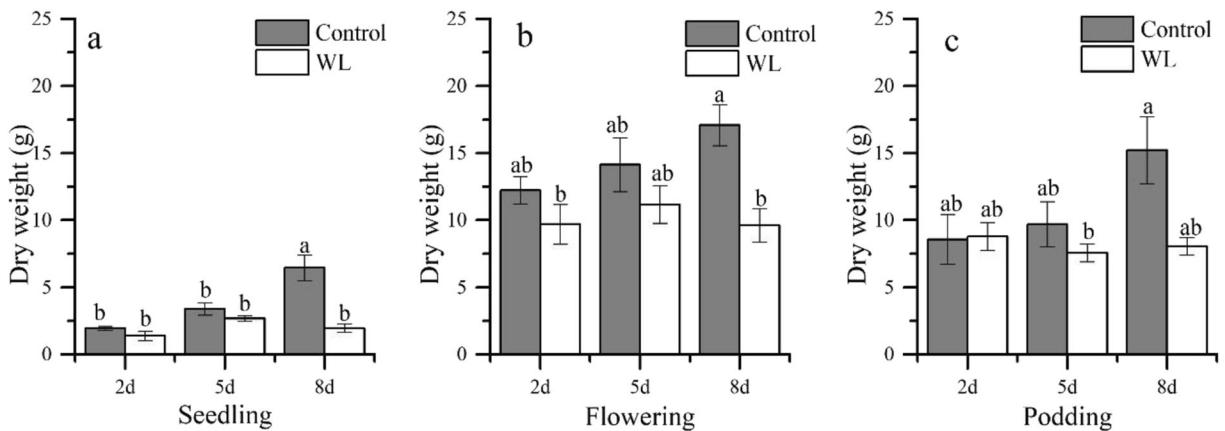 a
Control
WL
25
20
15
10
5
0
Dry weight (g)
b
b
b
b
a
b
2d
5d
8d
Seedling
b
Control
WL
25
20
15
10
5
0
Dry weight (g)
ab
b
ab
ab
a
b
2d
5d
8d
Flowering
c
Control
WL
25
20
15
10
5
0
Dry weight (g)
ab
ab
ab
b
a
ab
2d
5d
8d
Podding